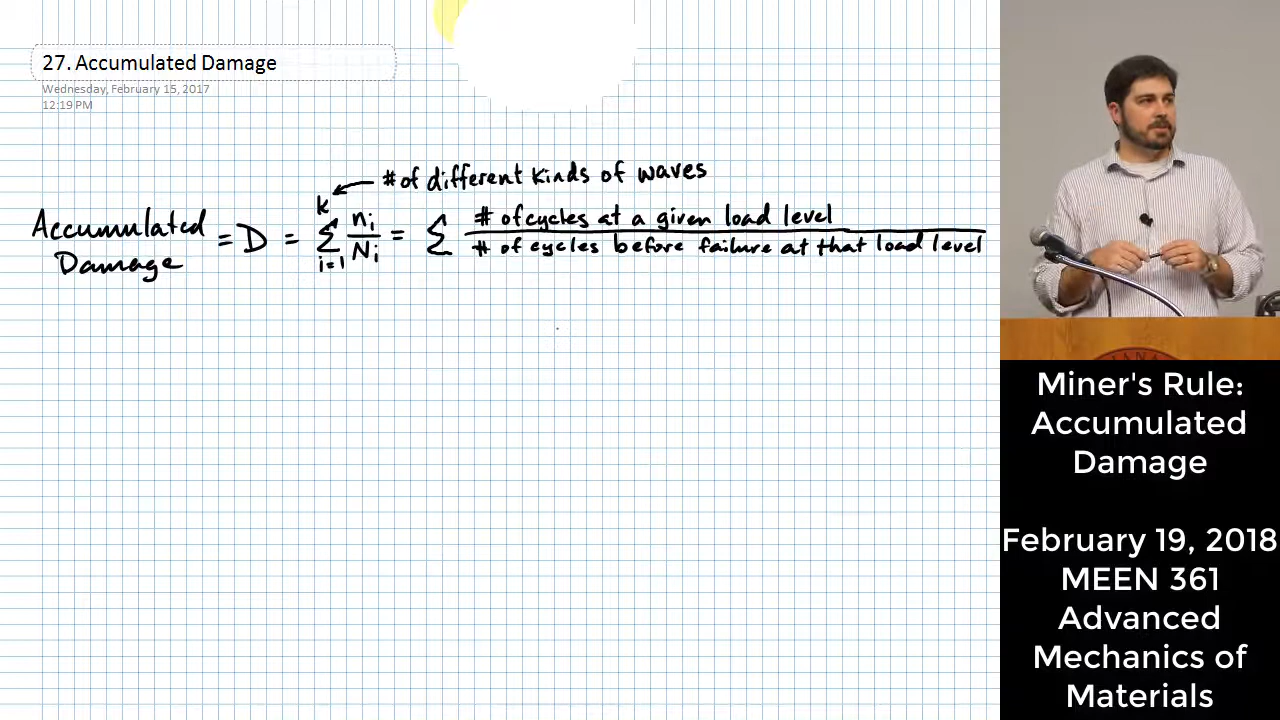 27. Accumulated Damage
Wednesday, February 15, 2017
12:19 PM
# of different kinds of waves
Accumulated Damage = D = k Σ i=1 ni/Ni = Σ # of cycles at a given load level / # of cycles before failure at that load level
Miner's Rule:
Accumulated
Damage
February 19, 2018
MEEN 361
Advanced
Mechanics of
Materials